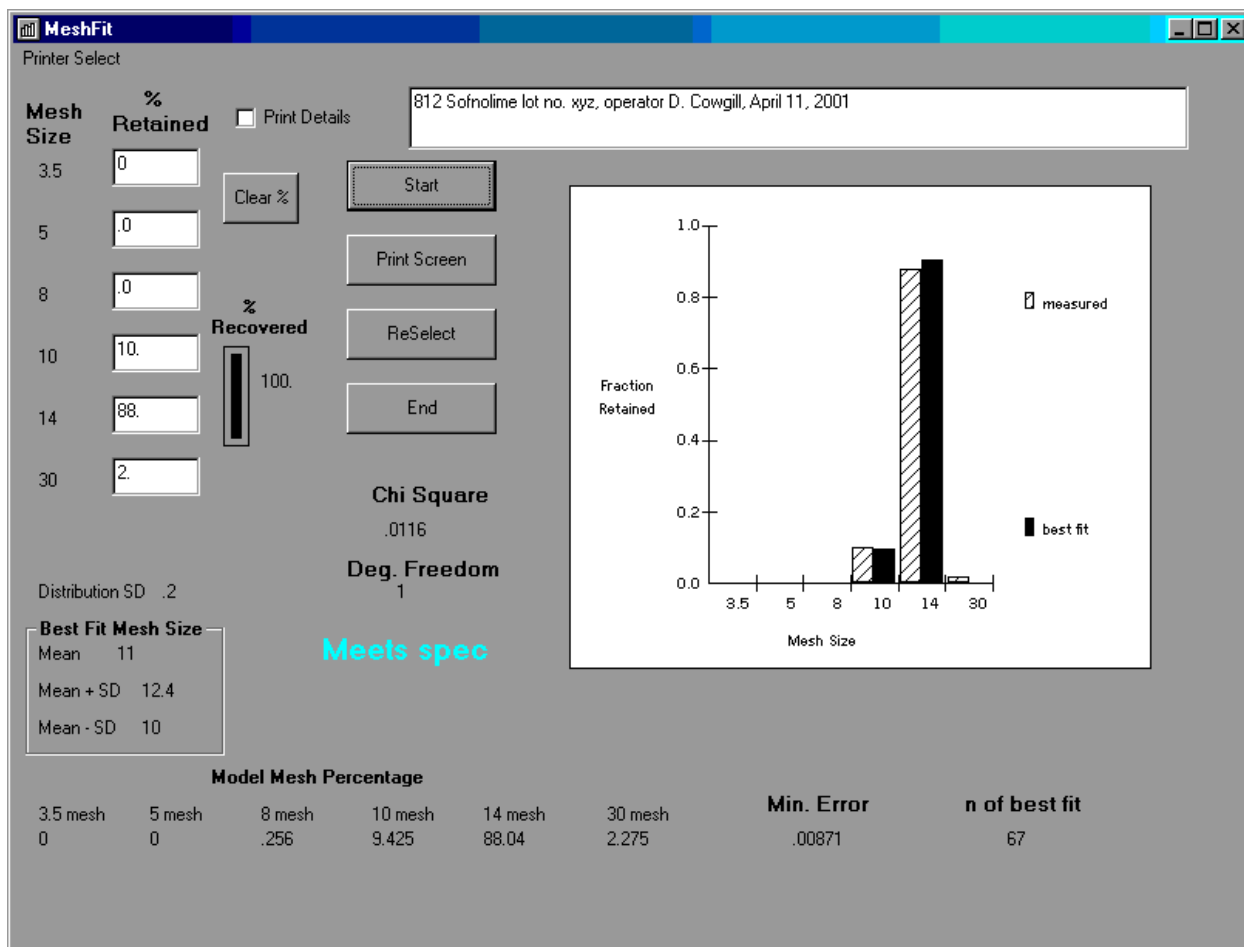 MeshFit
Printer Select
Mesh Size
% Retained
Print Details
812 Sofnolime lot no. xyz, operator D. Cowgill, April 11, 2001
3.5 0
5 .0
8 .0
10 10.
14 88.
30 2.
Clear %
Start
Print Screen
ReSelect
End
% Recovered
100.
Chi Square
.0116
Deg. Freedom
1
Meets spec
Distribution SD .2
Best Fit Mesh Size
Mean 11
Mean + SD 12.4
Mean - SD 10
1.0
0.8
0.6
0.4
0.2
0.0
Fraction
Retained
3.5 5 8 10 14 30
Mesh Size
measured
best fit
Model Mesh Percentage
3.5 mesh 5 mesh 8 mesh 10 mesh 14 mesh 30 mesh
0 0 .256 9.425 88.04 2.275
Min. Error
.00871
n of best fit
67